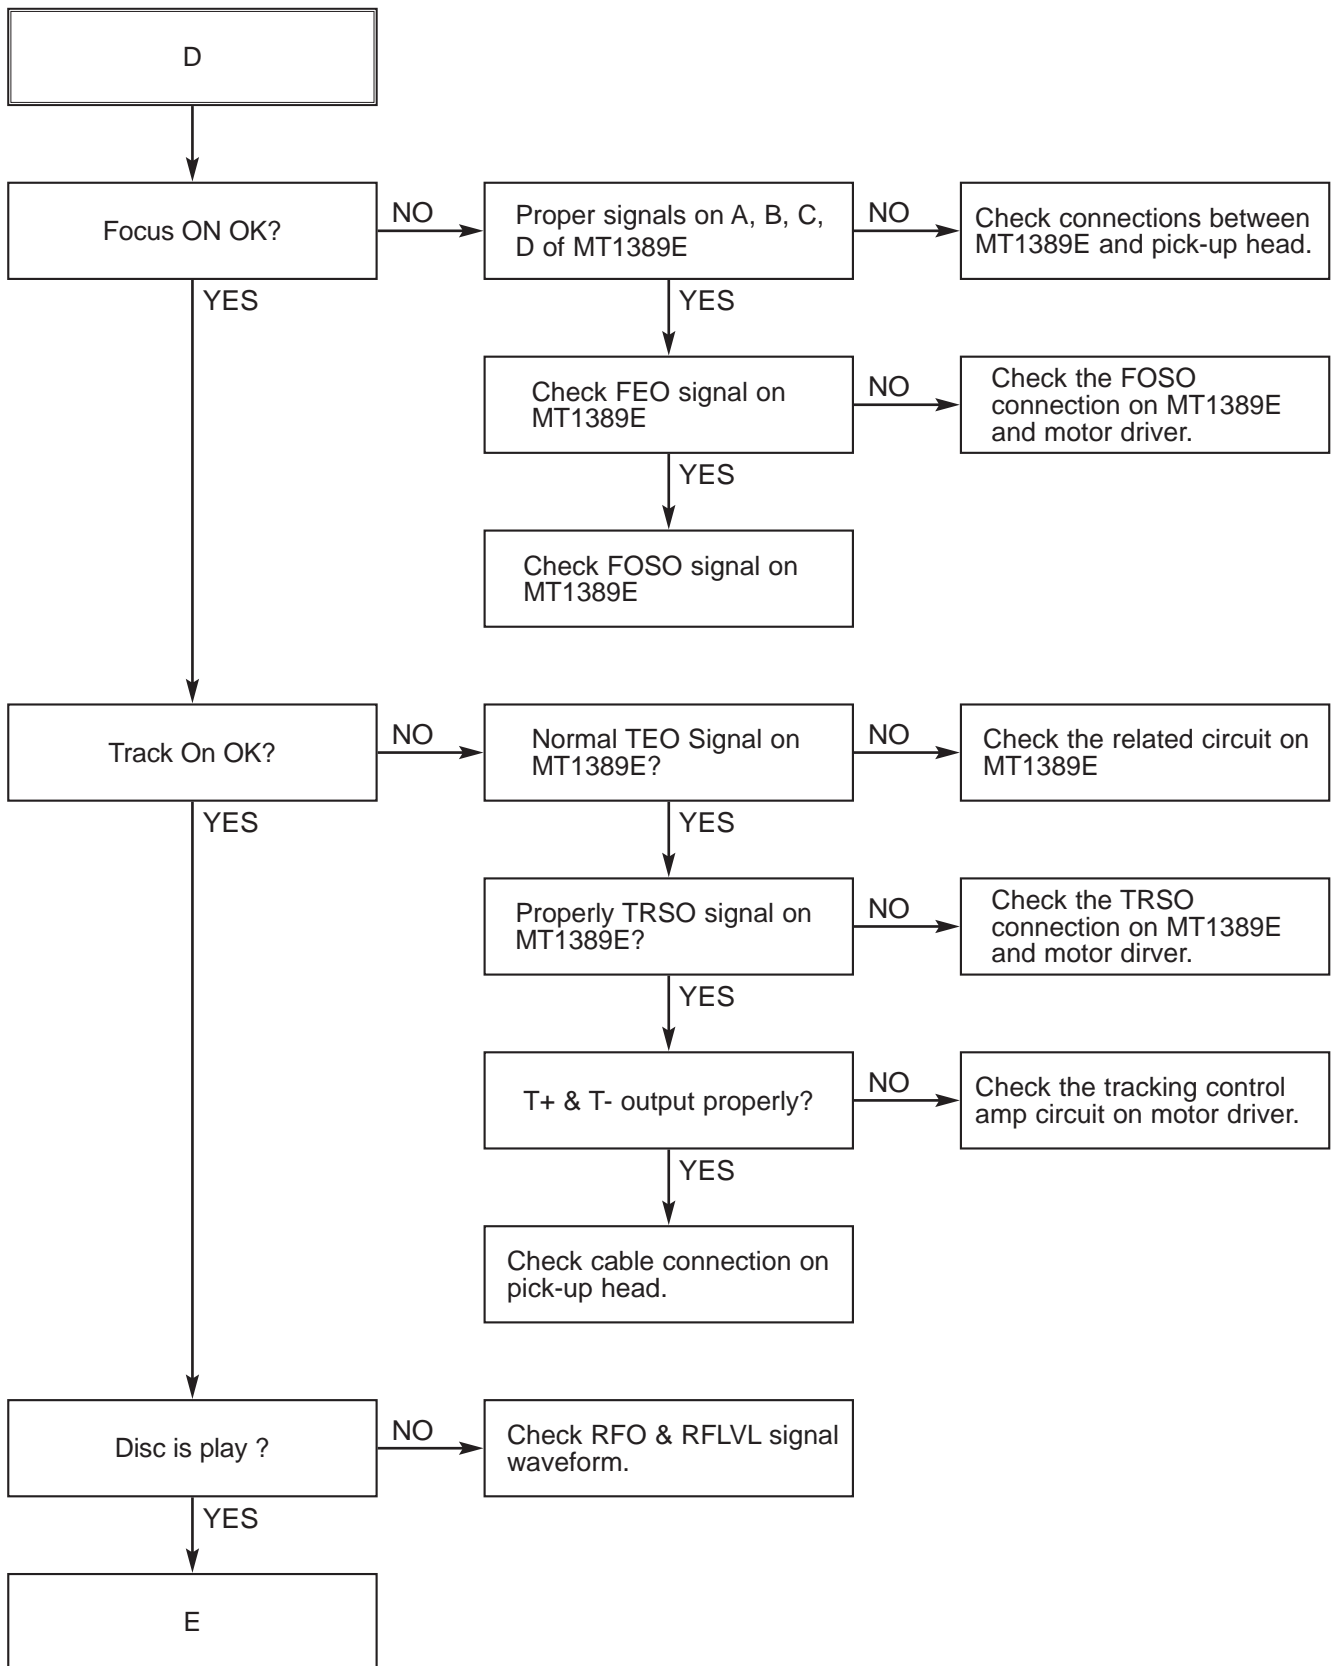 D
Focus ON OK?
NO
Proper signals on A, B, C,
D of MT1389E
NO
Check connections between
MT1389E and pick-up head.
YES
YES
Check FEO signal on
MT1389E
NO
Check the FOSO
connection on MT1389E
and motor driver.
YES
Check FOSO signal on
MT1389E
Track On OK?
NO
Normal TEO Signal on
MT1389E?
NO
Check the related circuit on
MT1389E
YES
YES
Properly TRSO signal on
MT1389E?
NO
Check the TRSO
connection on MT1389E
and motor dirver.
YES
T+ & T- output properly?
NO
Check the tracking control
amp circuit on motor driver.
YES
Check cable connection on
pick-up head.
Disc is play ?
NO
Check RFO & RFLVL signal
waveform.
YES
E